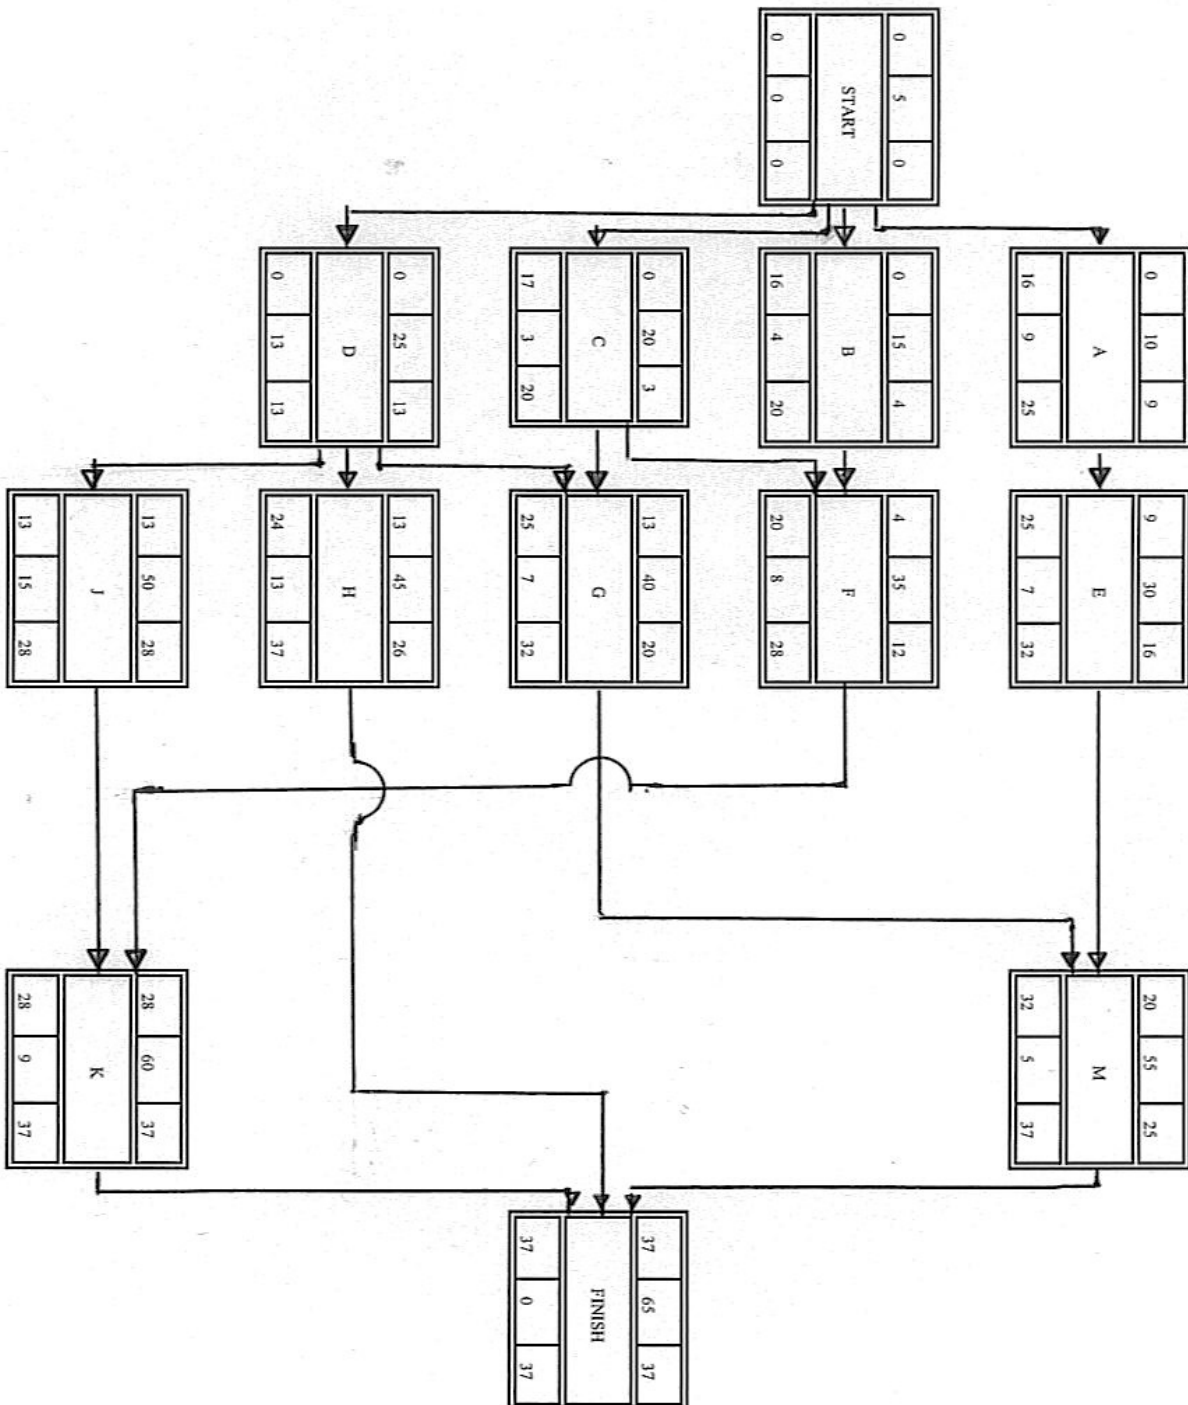 0 5 0
START
0 0 0
0 10 9
A
16 9 25
0 15 4
B
16 4 20
0 20 3
C
17 3 20
0 25 13
D
0 13 13
9 30 16
E
25 7 32
4 35 12
F
20 8 28
13 40 20
G
25 7 32
13 45 26
H
24 13 37
13 50 28
J
13 15 28
20 55 25
M
32 5 37
28 60 37
K
28 9 37
37 65 37
FINISH
37 0 37